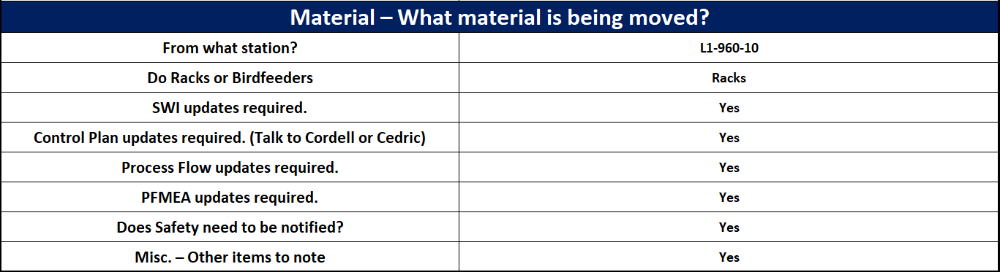 Material – What material is being moved?
From what station? L1-960-10
Do Racks or Birdfeeders Racks
SWI updates required. Yes
Control Plan updates required. (Talk to Cordell or Cedric) Yes
Process Flow updates required. Yes
PFMEA updates required. Yes
Does Safety need to be notified? Yes
Misc. – Other items to note Yes